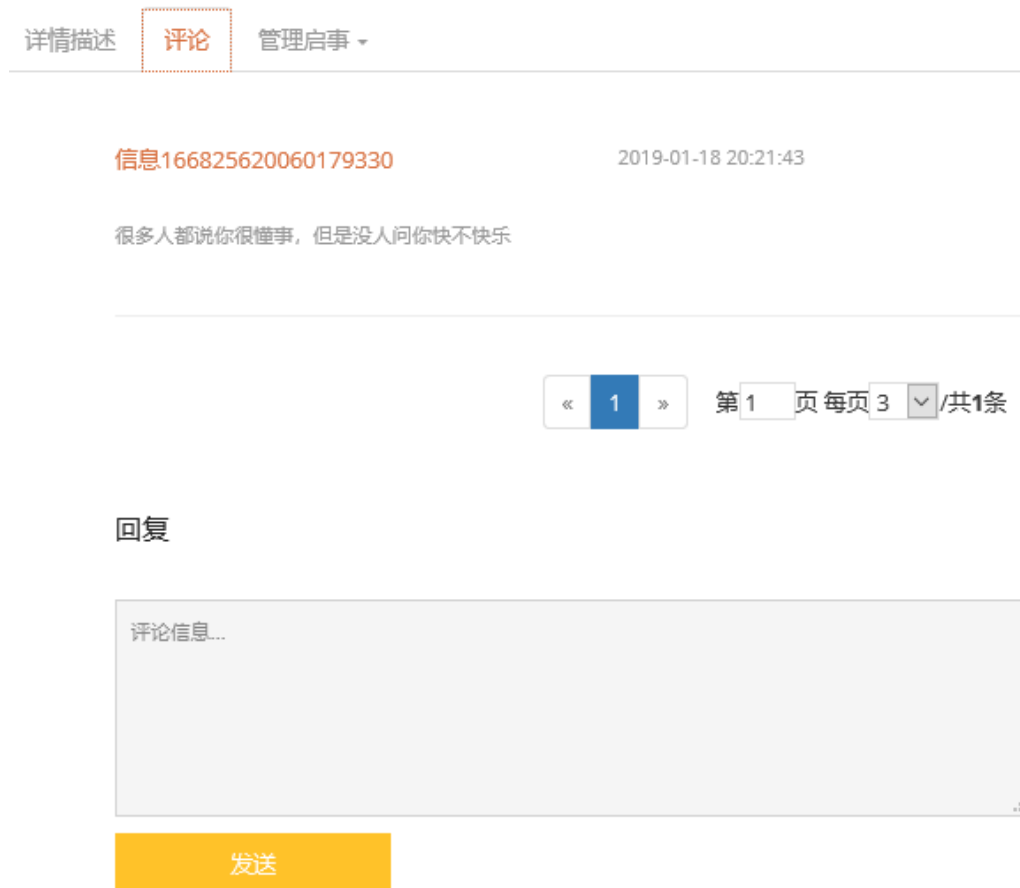 详情描述 评论 管理启事
信息166825620060179330 2019-01-18 20:21:43
很多人都说你很懂事，但是没人问你快不快乐
« 1 » 第1页 每页3/共1条
回复
评论信息...
发送